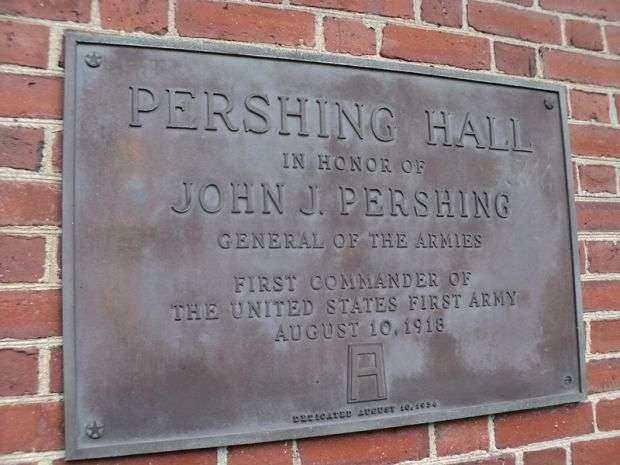 PERSHING HALL
IN HONOR OF
JOHN J. PERSHING
GENERAL OF THE ARMIES
FIRST COMMANDER OF
THE UNITED STATES FIRST ARMY
AUGUST 10, 1918
A
DEDICATED AUGUST 10, 1954